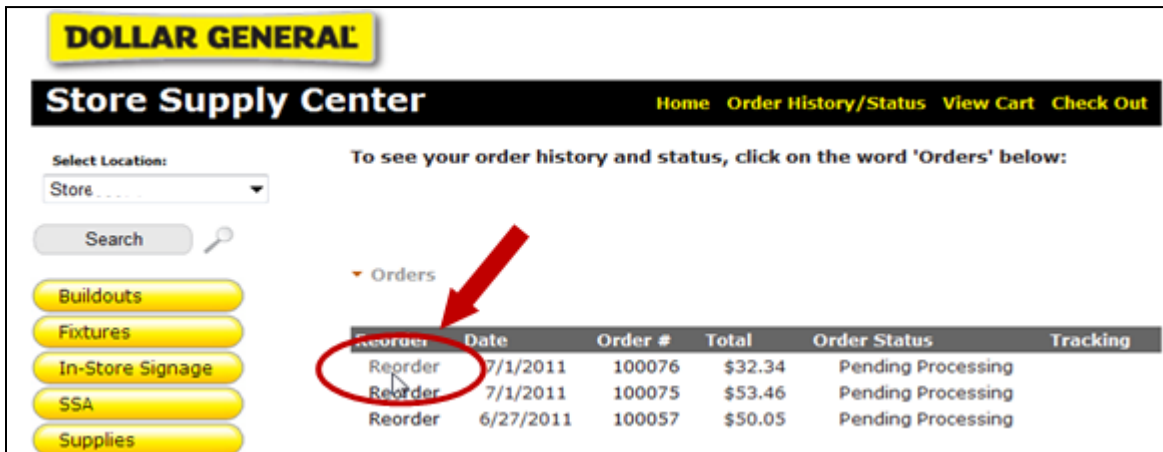 DOLLAR GENERAL
Store Supply Center
Home Order History/Status View Cart Check Out
Select Location:
Store
Search
Buildouts
Fixtures
In-Store Signage
SSA
Supplies
To see your order history and status, click on the word 'Orders' below:
Orders
Reorder Date Order # Total Order Status Tracking
Reorder 7/1/2011 100076 $32.34 Pending Processing
Reorder 7/1/2011 100075 $53.46 Pending Processing
Reorder 6/27/2011 100057 $50.05 Pending Processing